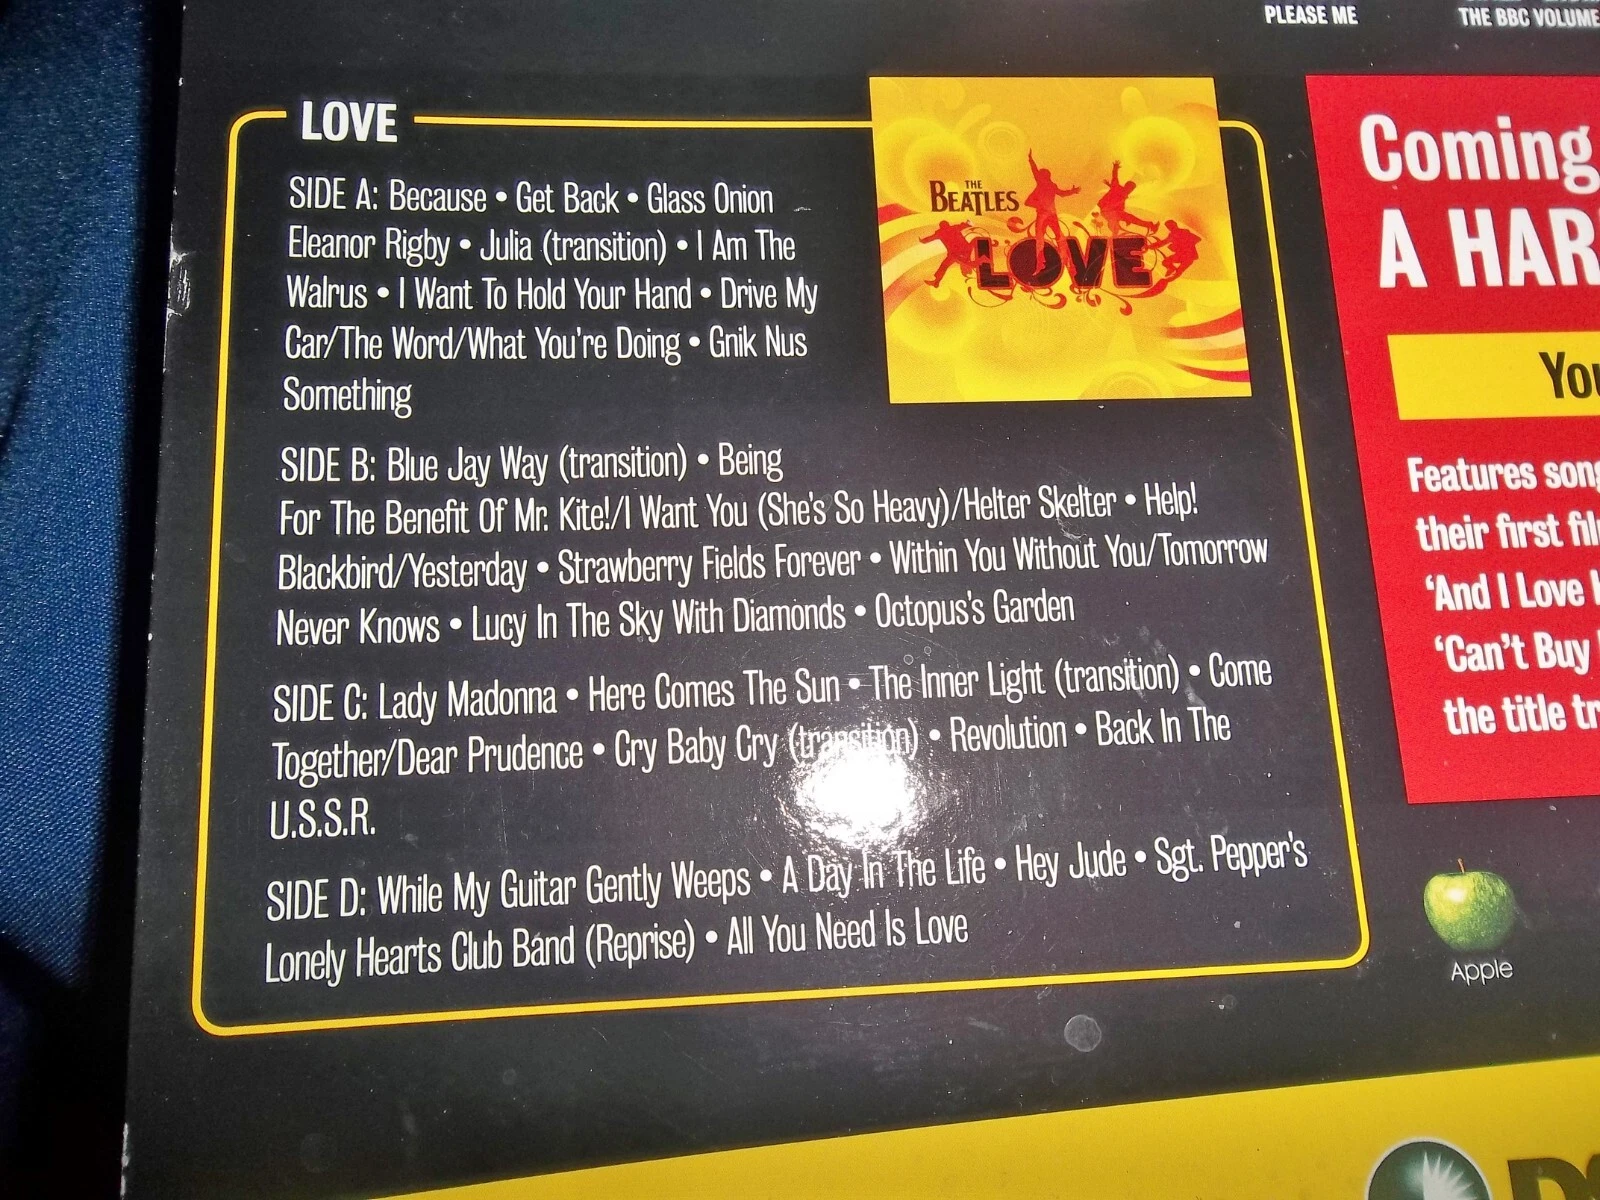 PLEASE ME
THE BBC VOLUME
LOVE
SIDE A: Because • Get Back • Glass Onion
Eleanor Rigby • Julia (transition) • I Am The
Walrus • I Want To Hold Your Hand • Drive My
Car/The Word/What You're Doing • Gnik Nus
Something
THE
BEATLES
LOVE
SIDE B: Blue Jay Way (transition) • Being
For The Benefit Of Mr. Kite!/I Want You (She's So Heavy)/Helter Skelter • Help!
Blackbird/Yesterday • Strawberry Fields Forever • Within You Without You/Tomorrow
Never Knows • Lucy In The Sky With Diamonds • Octopus's Garden
SIDE C: Lady Madonna • Here Comes The Sun • The Inner Light (transition) • Come
Together/Dear Prudence • Cry Baby Cry (transition) • Revolution • Back In The
U.S.S.R.
SIDE D: While My Guitar Gently Weeps • A Day In The Life • Hey Jude • Sgt. Pepper's
Lonely Hearts Club Band (Reprise) • All You Need Is Love
Coming
A HAR
You
Features song
their first fil
'And I Love
'Can't Buy
the title tr
Apple